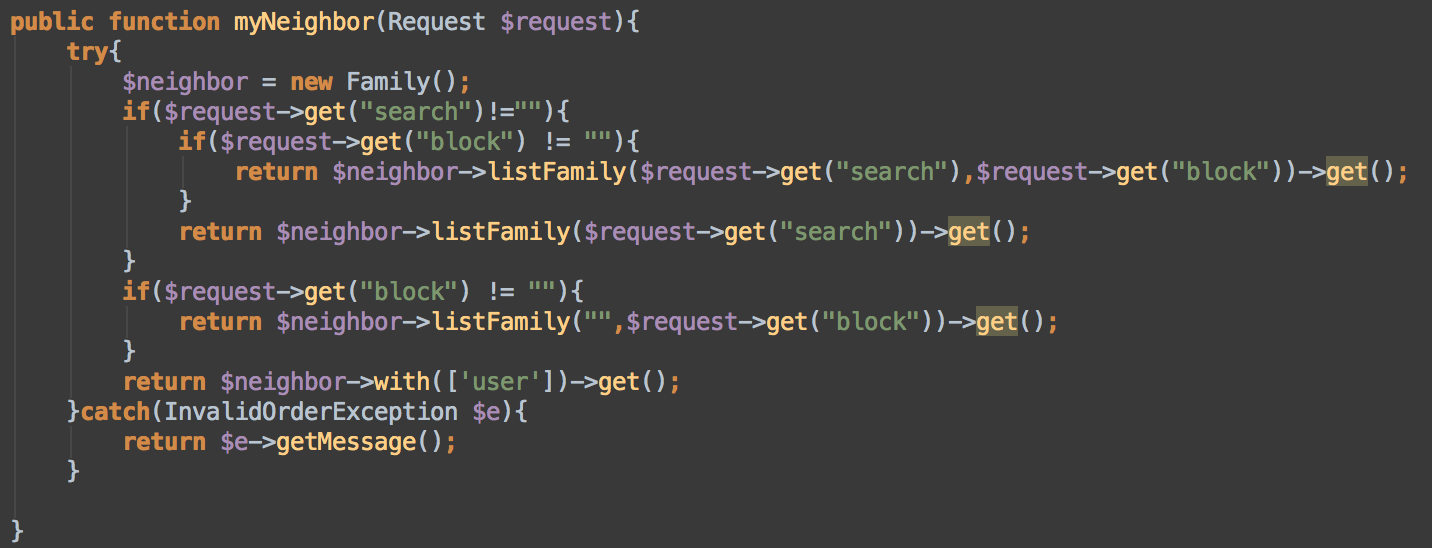 public function myNeighbor(Request $request){
try{
$neighbor = new Family();
if($request->get("search")!=""){
if($request->get("block") != ""){
return $neighbor->listFamily($request->get("search"),$request->get("block"))->get();
}
return $neighbor->listFamily($request->get("search"))->get();
}
if($request->get("block") != ""){
return $neighbor->listFamily("",$request->get("block"))->get();
}
return $neighbor->with(['user'])->get();
}catch(InvalidOrderException $e){
return $e->getMessage();
}
}